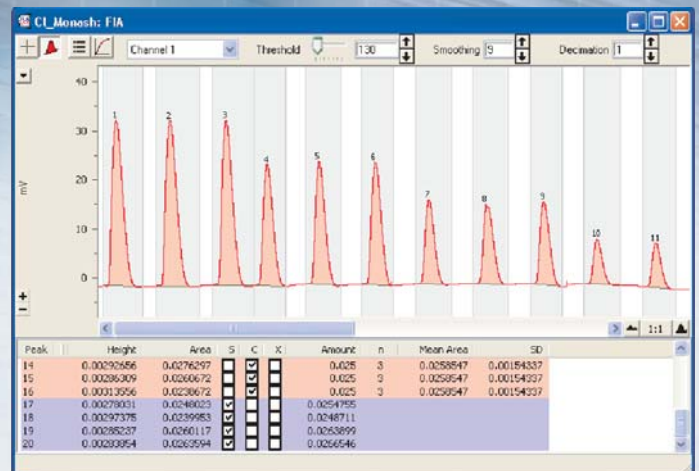 CI_Monash: FIA
Channel 1 Threshold 130 Smoothing 9 Decimation 1
40
30
20
10
0
mV
1 2 3 4 5 6 7 8 9 10 11
1:1
Peak Height Area S C X Amount n Mean Area SD
14 0.00292656 0.0276297 0.025 3 0.0258547 0.00154337
15 0.00286309 0.0260672 0.025 3 0.0258547 0.00154337
16 0.00313556 0.0238672 0.025 3 0.0258547 0.00154337
17 0.00278031 0.0248023 0.0254755
18 0.00297375 0.0239953 0.0248711
19 0.00285237 0.0260117 0.0263899
20 0.00283854 0.0263594 0.0266546